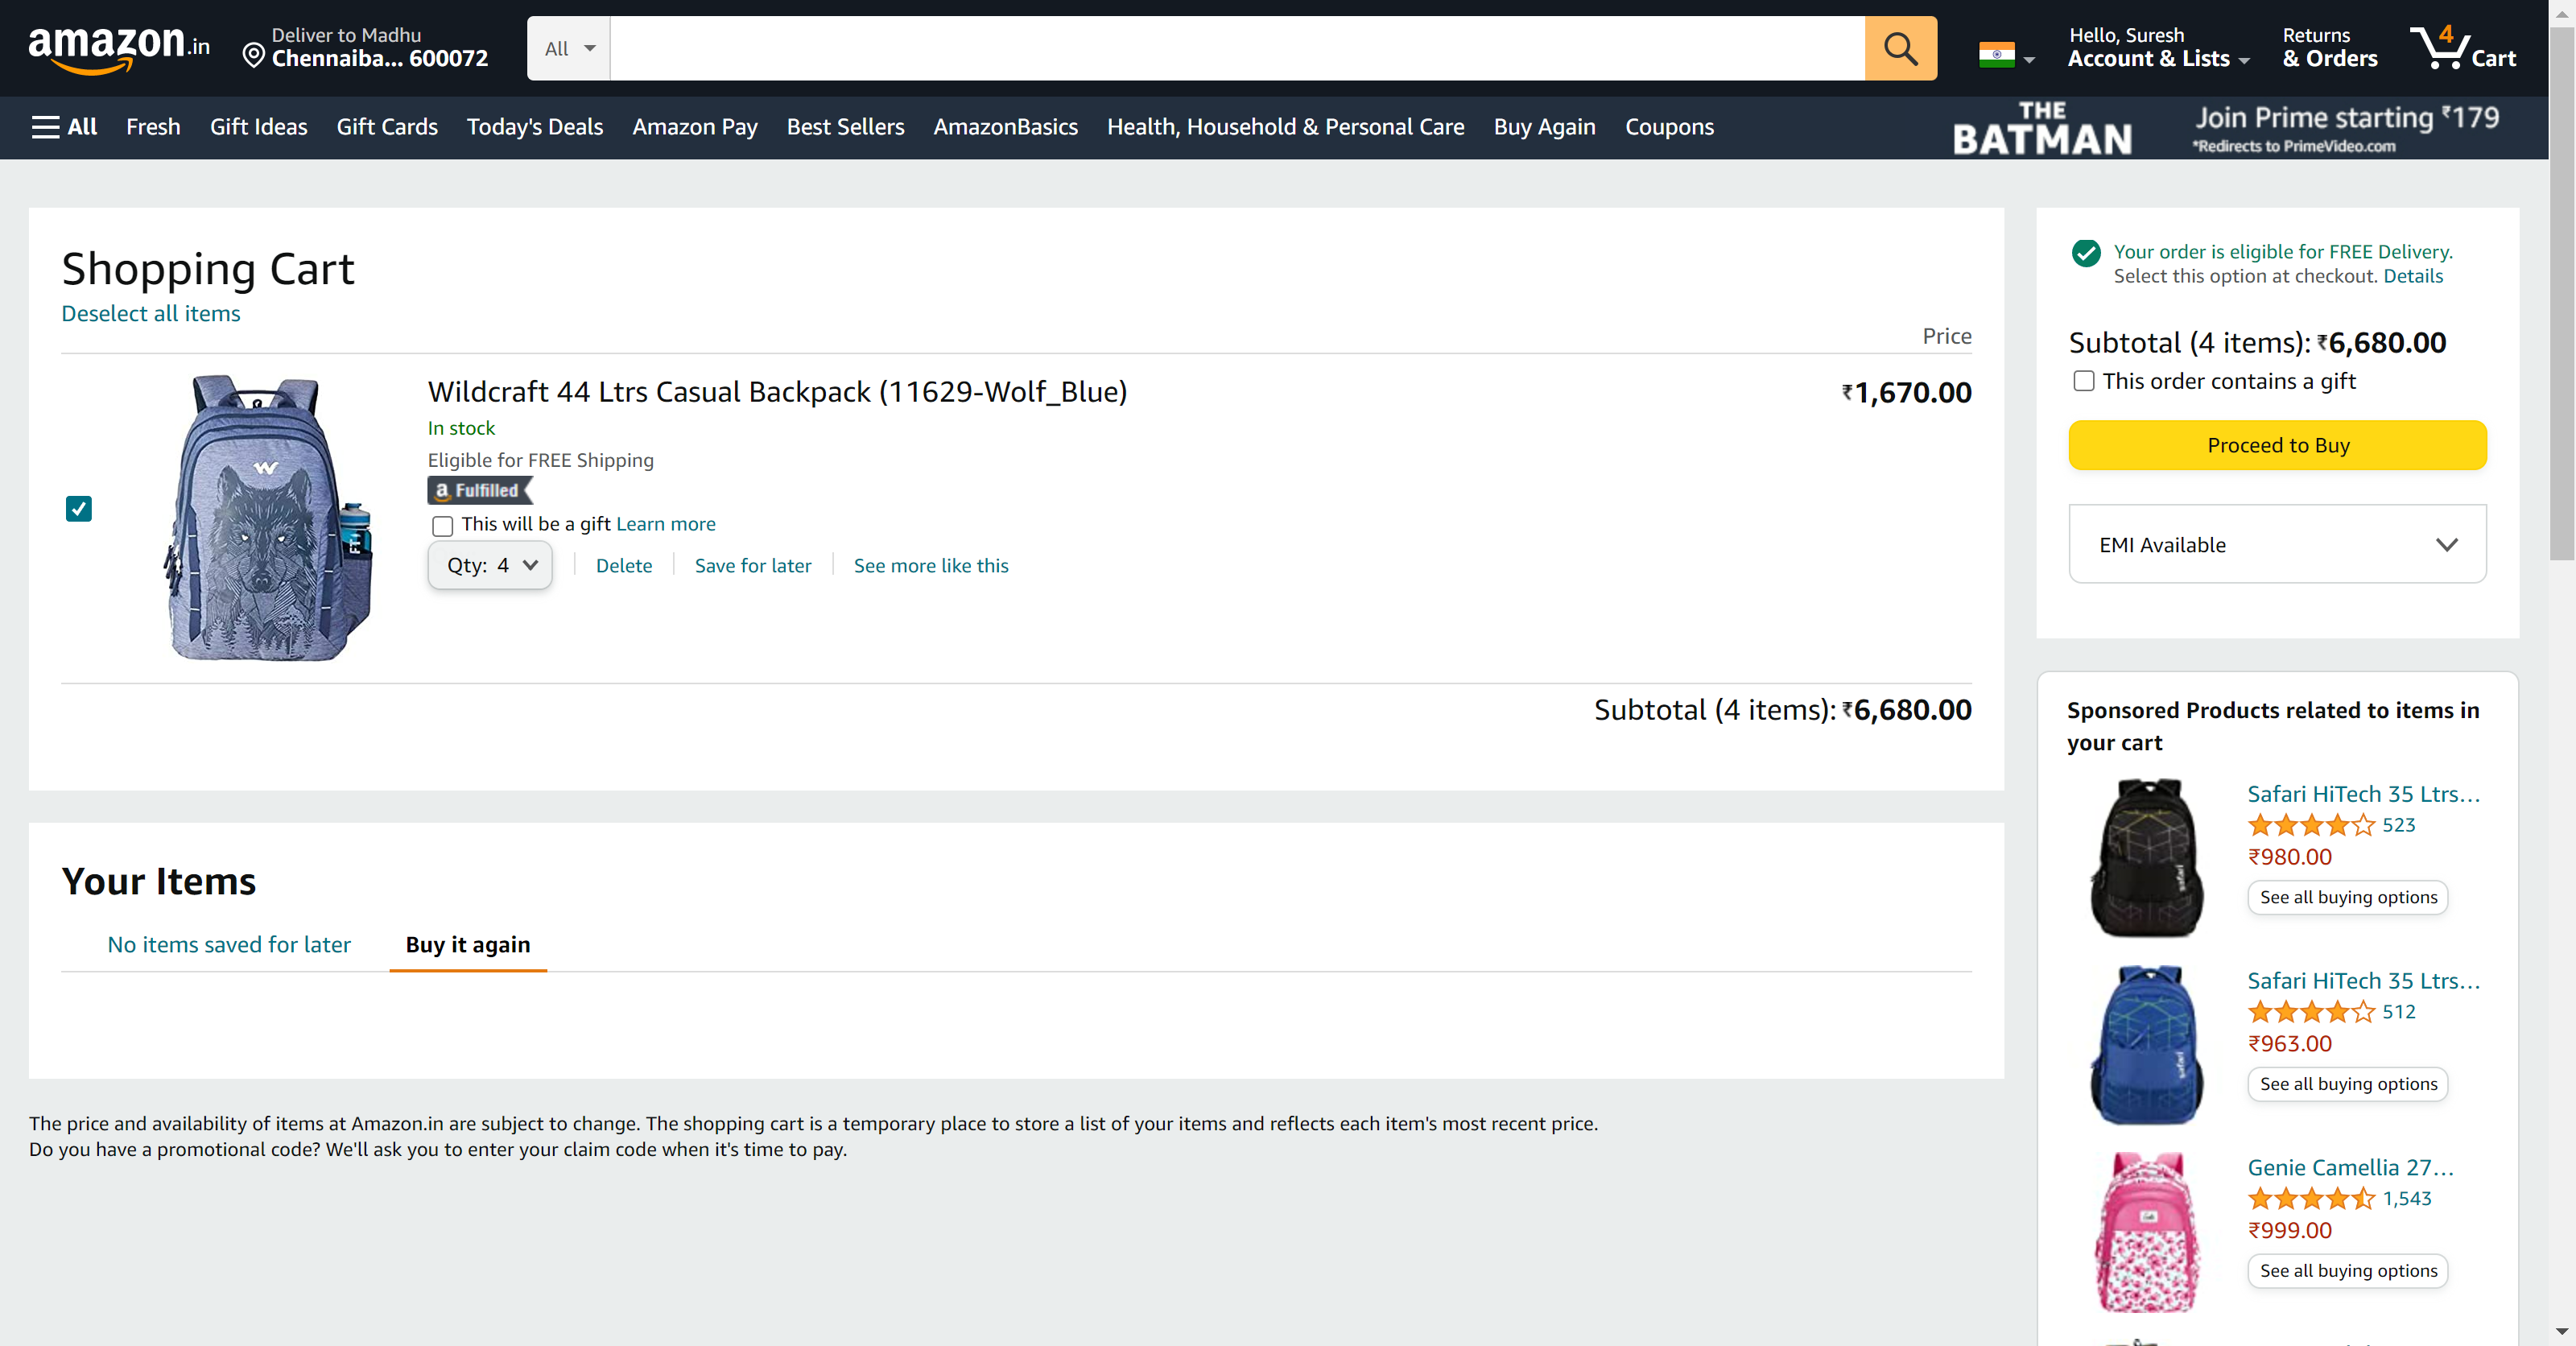 amazon.in
Deliver to Madhu
Chennaiba... 600072
All
Hello, Suresh
Account & Lists
Returns
& Orders
4
Cart
All
Fresh
Gift Ideas
Gift Cards
Today's Deals
Amazon Pay
Best Sellers
AmazonBasics
Health, Household & Personal Care
Buy Again
Coupons
THE
BATMAN
Join Prime starting ₹179
*Redirects to PrimeVideo.com
Shopping Cart
Deselect all items
Price
Wildcraft 44 Ltrs Casual Backpack (11629-Wolf_Blue)
₹1,670.00
In stock
Eligible for FREE Shipping
a Fulfilled
This will be a gift Learn more
Qty: 4
Delete
Save for later
See more like this
Subtotal (4 items): ₹6,680.00
Your order is eligible for FREE Delivery.
Select this option at checkout. Details
Subtotal (4 items): ₹6,680.00
This order contains a gift
Proceed to Buy
EMI Available
Your Items
No items saved for later
Buy it again
The price and availability of items at Amazon.in are subject to change. The shopping cart is a temporary place to store a list of your items and reflects each item's most recent price.
Do you have a promotional code? We'll ask you to enter your claim code when it's time to pay.
Sponsored Products related to items in
your cart
Safari HiTech 35 Ltrs...
523
₹980.00
See all buying options
Safari HiTech 35 Ltrs...
512
₹963.00
See all buying options
Genie Camellia 27...
1,543
₹999.00
See all buying options